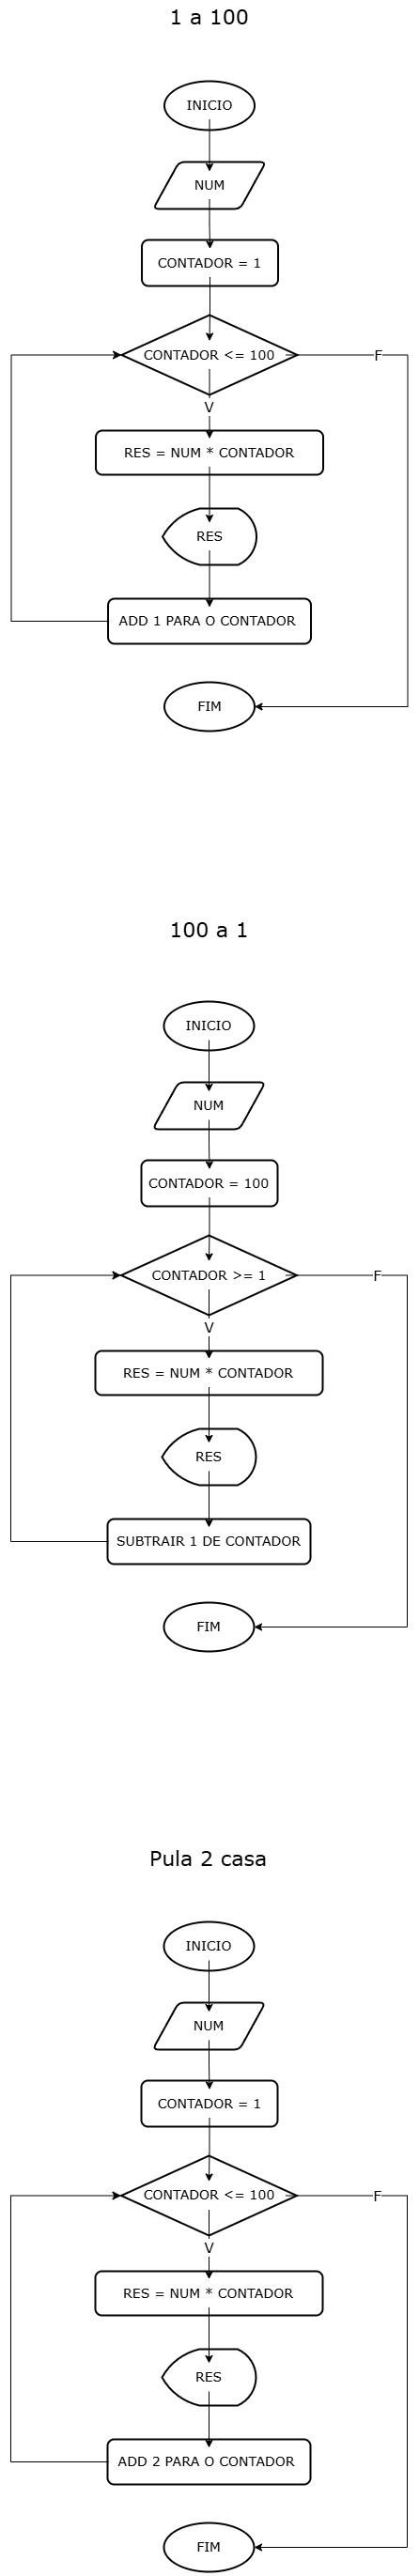 1 a 100
INICIO
NUM
CONTADOR = 1
CONTADOR <= 100
F
V
RES = NUM * CONTADOR
RES
ADD 1 PARA O CONTADOR
FIM
100 a 1
INICIO
NUM
CONTADOR = 100
CONTADOR >= 1
F
V
RES = NUM * CONTADOR
RES
SUBTRAIR 1 DE CONTADOR
FIM
Pula 2 casa
INICIO
NUM
CONTADOR = 1
CONTADOR <= 100
F
V
RES = NUM * CONTADOR
RES
ADD 2 PARA O CONTADOR
FIM